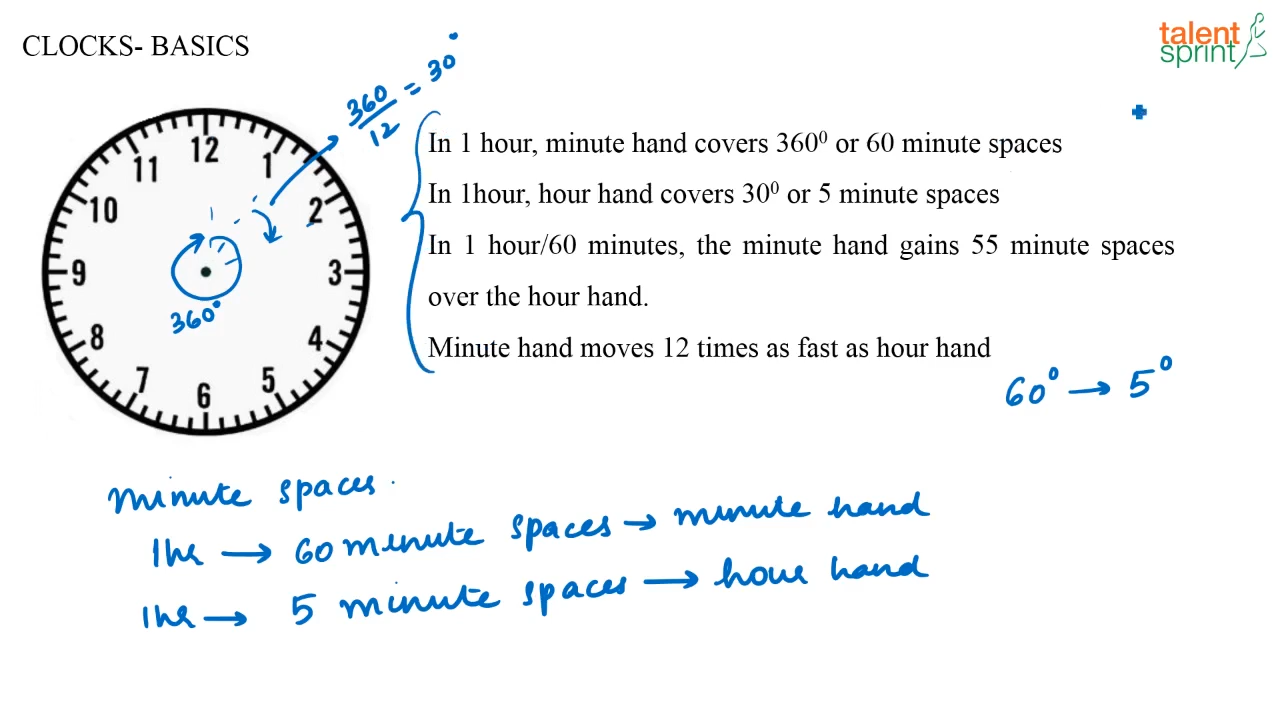 CLOCKS- BASICS
talent
sprint
360/12 = 30°
12
11
1
10
2
9
3
8
4
7
5
6
360°
In 1 hour, minute hand covers 360⁰ or 60 minute spaces
In 1hour, hour hand covers 30⁰ or 5 minute spaces
In 1 hour/60 minutes, the minute hand gains 55 minute spaces
over the hour hand.
Minute hand moves 12 times as fast as hour hand
60° → 5°
Minute spaces.
1hr → 60 minute spaces → minute hand
1hr → 5 minute spaces → hour hand